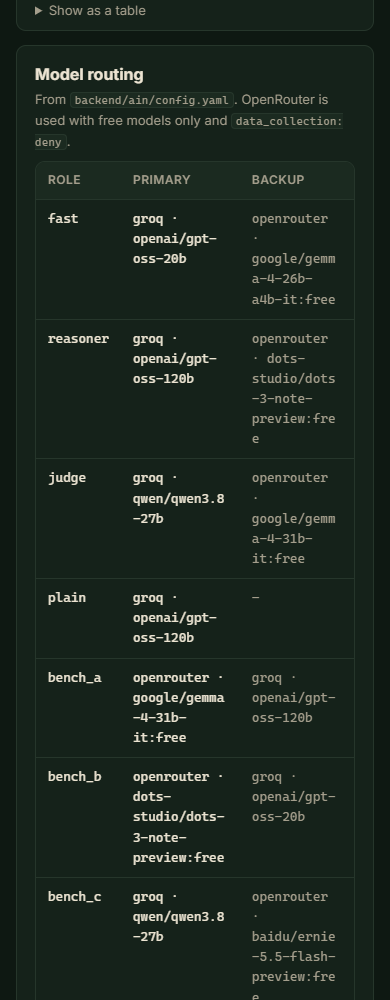 ▶ Show as a table
Model routing
From backend/ain/config.yaml. OpenRouter is
used with free models only and data_collection:
deny.
ROLE PRIMARY BACKUP
fast groq · openrouter
openai/gpt- ·
oss-20b google/gemm
a-4-26b-
a4b-it:free
reasoner groq · openrouter
openai/gpt- · dots-
oss-120b studio/dots
-3-note-
preview:fre
e
judge groq · openrouter
qwen/qwen3.8 ·
-27b google/gemm
a-4-31b-
it:free
plain groq · —
openai/gpt-
oss-120b
bench_a openrouter · groq ·
google/gemma openai/gpt-
-4-31b- oss-120b
it:free
bench_b openrouter · groq ·
dots- openai/gpt-
studio/dots- oss-20b
3-note-
preview:free
bench_c groq · openrouter
qwen/qwen3.8 ·
-27b baidu/ernie
-5.5-flash-
preview:fre
e